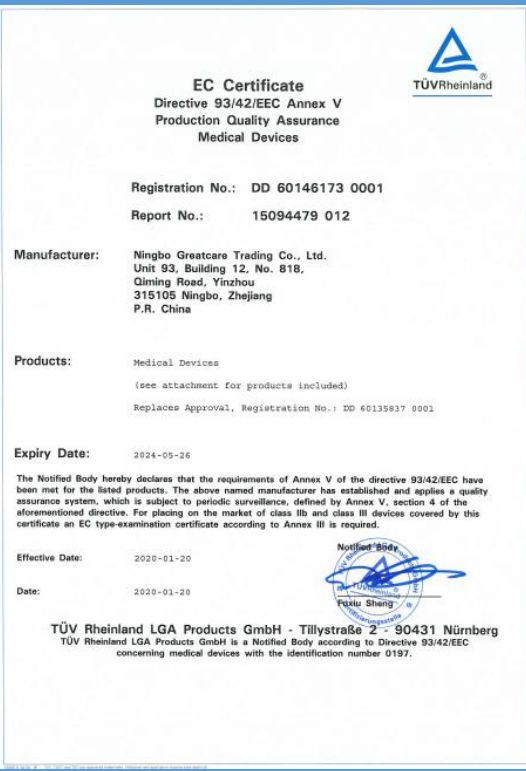 TÜVRheinland®
EC Certificate
Directive 93/42/EEC Annex V
Production Quality Assurance
Medical Devices
Registration No.: DD 60146173 0001
Report No.: 15094479 012
Manufacturer: Ningbo Greatcare Trading Co., Ltd.
Unit 93, Building 12, No. 818,
Qiming Road, Yinzhou
315105 Ningbo, Zhejiang
P.R. China
Products: Medical Devices
(see attachment for products included)
Replaces Approval, Registration No.: DD 60135837 0001
Expiry Date: 2024-05-26
The Notified Body hereby declares that the requirements of Annex V of the directive 93/42/EEC have
been met for the listed products. The above named manufacturer has established and applies a quality
assurance system, which is subject to periodic surveillance, defined by Annex V, section 4 of the
aforementioned directive. For placing on the market of class IIb and class III devices covered by this
certificate an EC type-examination certificate according to Annex III is required.
Notified Body
Effective Date: 2020-01-20
Date: 2020-01-20
TÜVRheinland
Fuxiu Sheng
TÜV Rheinland LGA Products GmbH - Tillystraße 2 - 90431 Nürnberg
TÜV Rheinland LGA Products GmbH is a Notified Body according to Directive 93/42/EEC
concerning medical devices with the identification number 0197.